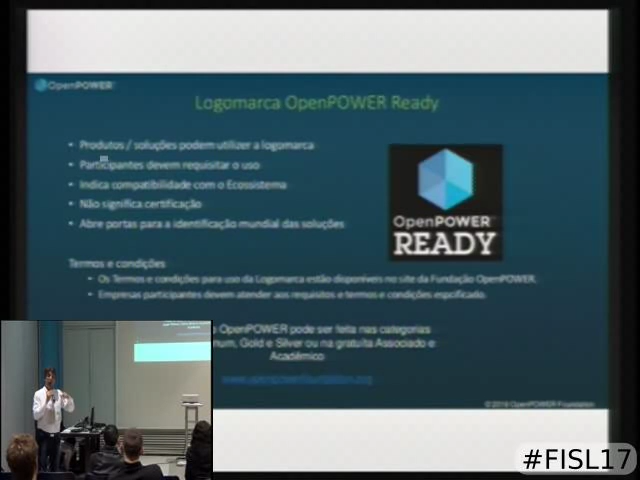 OpenPOWER
Logomarca OpenPOWER Ready
Produtos / soluções podem utilizar a logomarca
Participantes devem requisitar o uso
Indica compatibilidade com o Ecossistema
Não significa certificação
Abre portas para a identificação mundial das soluções
OpenPOWER
READY
Termos e condições
Os Termos e condições para uso da Logomarca estão disponíveis no site da Fundação OpenPOWER.
Empresas participantes devem atender aos requisitos e termos e condições
o OpenPOWER pode ser feita nas categorias
num, Gold e Silver ou na gratuita Associado e
Acadêmico
www.openpowerfoundation.org
© 2016 OpenPOWER Foundation
#FISL17